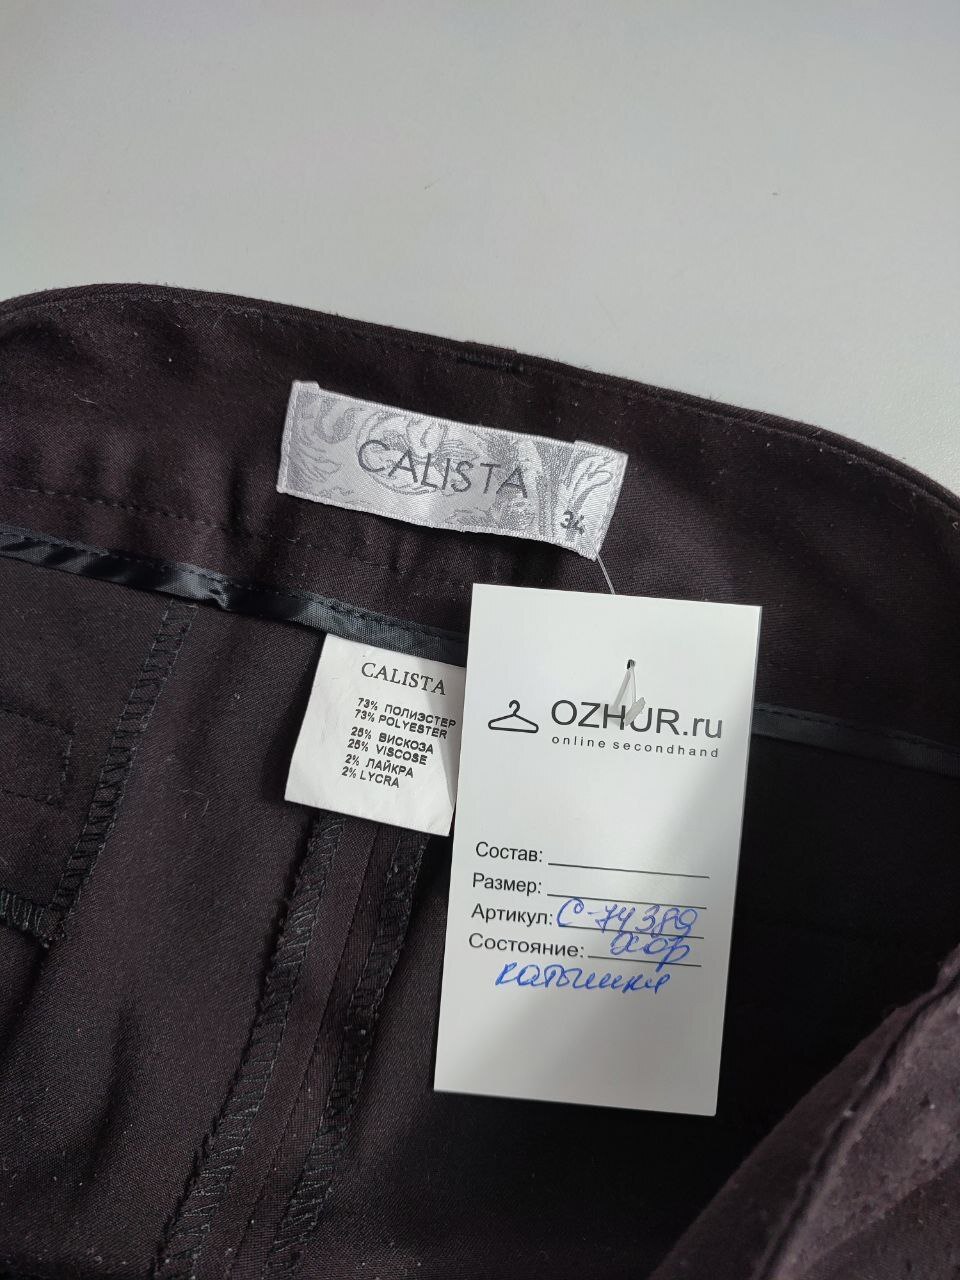 CALISTA
34
CALISTA
73% ПОЛИЭСТЕР
73% POLYESTER
25% ВИСКОЗА
25% VISCOSE
2% ЛАЙКРА
2% LYCRA
OZHUR.ru
online secondhand
Состав:
Размер:
Артикул: С-74389
Состояние: хор
катышки